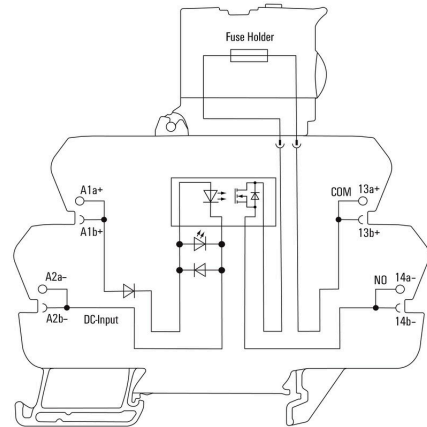 Fuse Holder
A1a+
A1b+
COM
13a+
13b+
A2a–
A2b–
DC-Input
NO
14a–
14b–